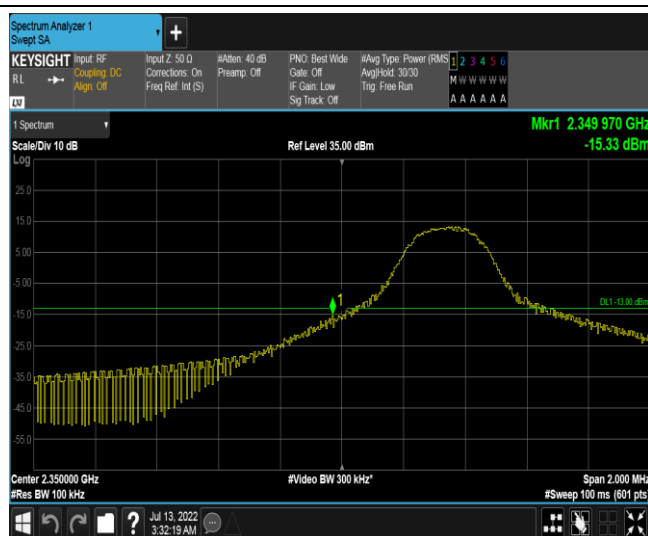 Spectrum Analyzer 1
Swept SA
+
KEYSIGHT Input: RF Input Z: 50 Ω #Atten: 40 dB PNO: Best Wide #Avg Type: Power (RMS 1 2 3 4 5 6
RL Coupling: DC Corrections: On Preamp: Off Gate: Off Avg|Hold: 30/30 M W W W W W
Align: Off Freq Ref: Int (S) IF Gain: Low Trig: Free Run
LXI Sig Track: Off A A A A A A
1 Spectrum Mkr1 2.349 970 GHz
Scale/Div 10 dB Ref Level 35.00 dBm -15.33 dBm
Log
25.0
15.0
5.00
-5.00
1
DL1 -13.00 dBm
-15.0
-25.0
-35.0
-45.0
-55.0
Center 2.350000 GHz #Video BW 300 kHz* Span 2.000 MHz
#Res BW 100 kHz #Sweep 100 ms (601 pts)
? Jul 13, 2022
3:32:19 AM